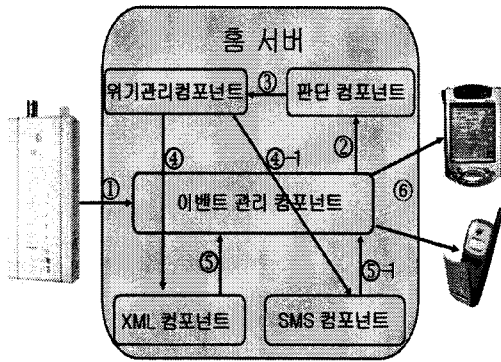 홈 서버
위기관리컴포넌트
③
판단 컴포넌트
④
④-1
②
①
이벤트 관리 컴포넌트
⑥
⑤
⑤-1
XML 컴포넌트
SMS 컴포넌트